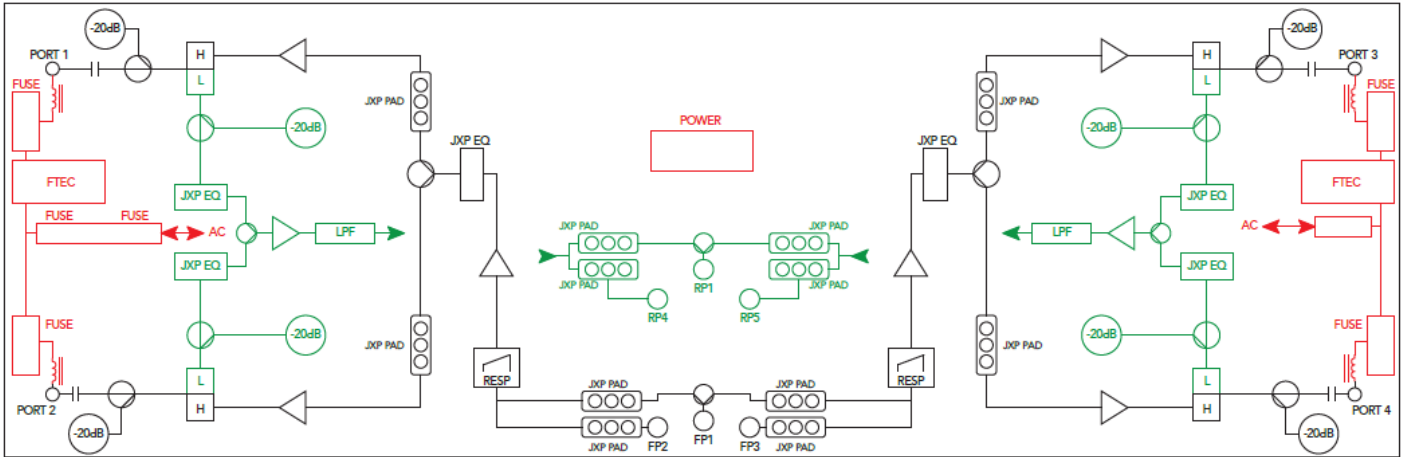 -20dB
-20dB
PORT 1
H
H
PORT 3
FUSE
L
L
FUSE
JXP PAD
JXP PAD
-20dB
POWER
-20dB
JXP EQ
JXP EQ
FTEC
JXP EQ
JXP EQ
FTEC
FUSE
FUSE
AC
LPF
JXP PAD
JXP PAD
LPF
AC
JXP EQ
JXP EQ
JXP PAD
RP1
JXP PAD
RP4
RP5
FUSE
-20dB
JXP PAD
JXP PAD
-20dB
FUSE
RESP
RESP
L
JXP PAD
JXP PAD
L
PORT 2
H
H
PORT 4
-20dB
FP2
FP1
FP3
-20dB
JXP PAD
JXP PAD